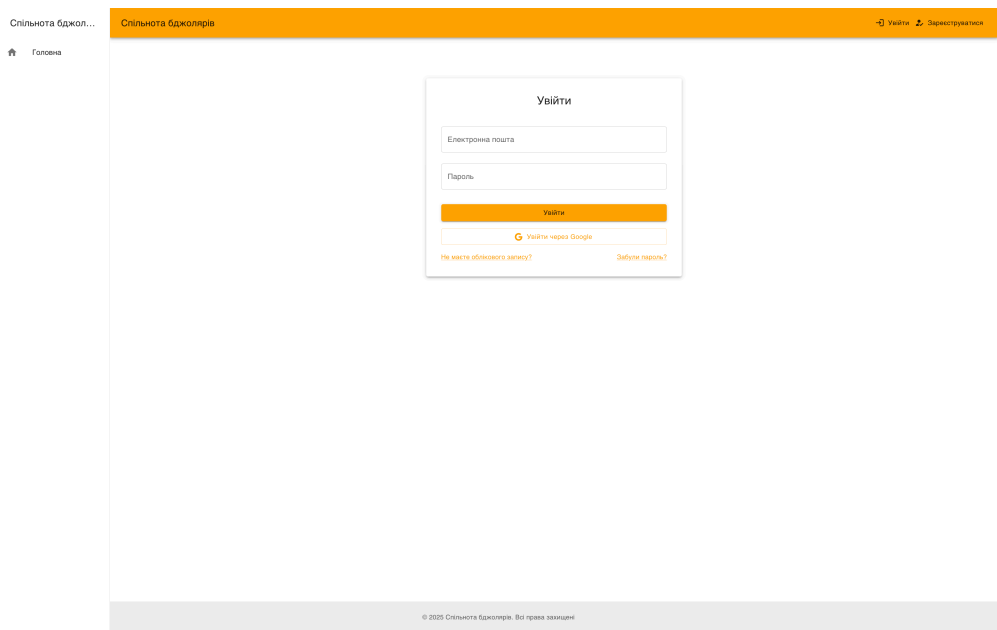 Спільнота бджол...
Спільнота бджолярів
Увійти
Зареєструватися
Головна
Увійти
Електронна пошта
Пароль
Увійти
Увійти через Google
Не маєте облікового запису?
Забули пароль?
© 2025 Спільнота бджолярів. Всі права захищені